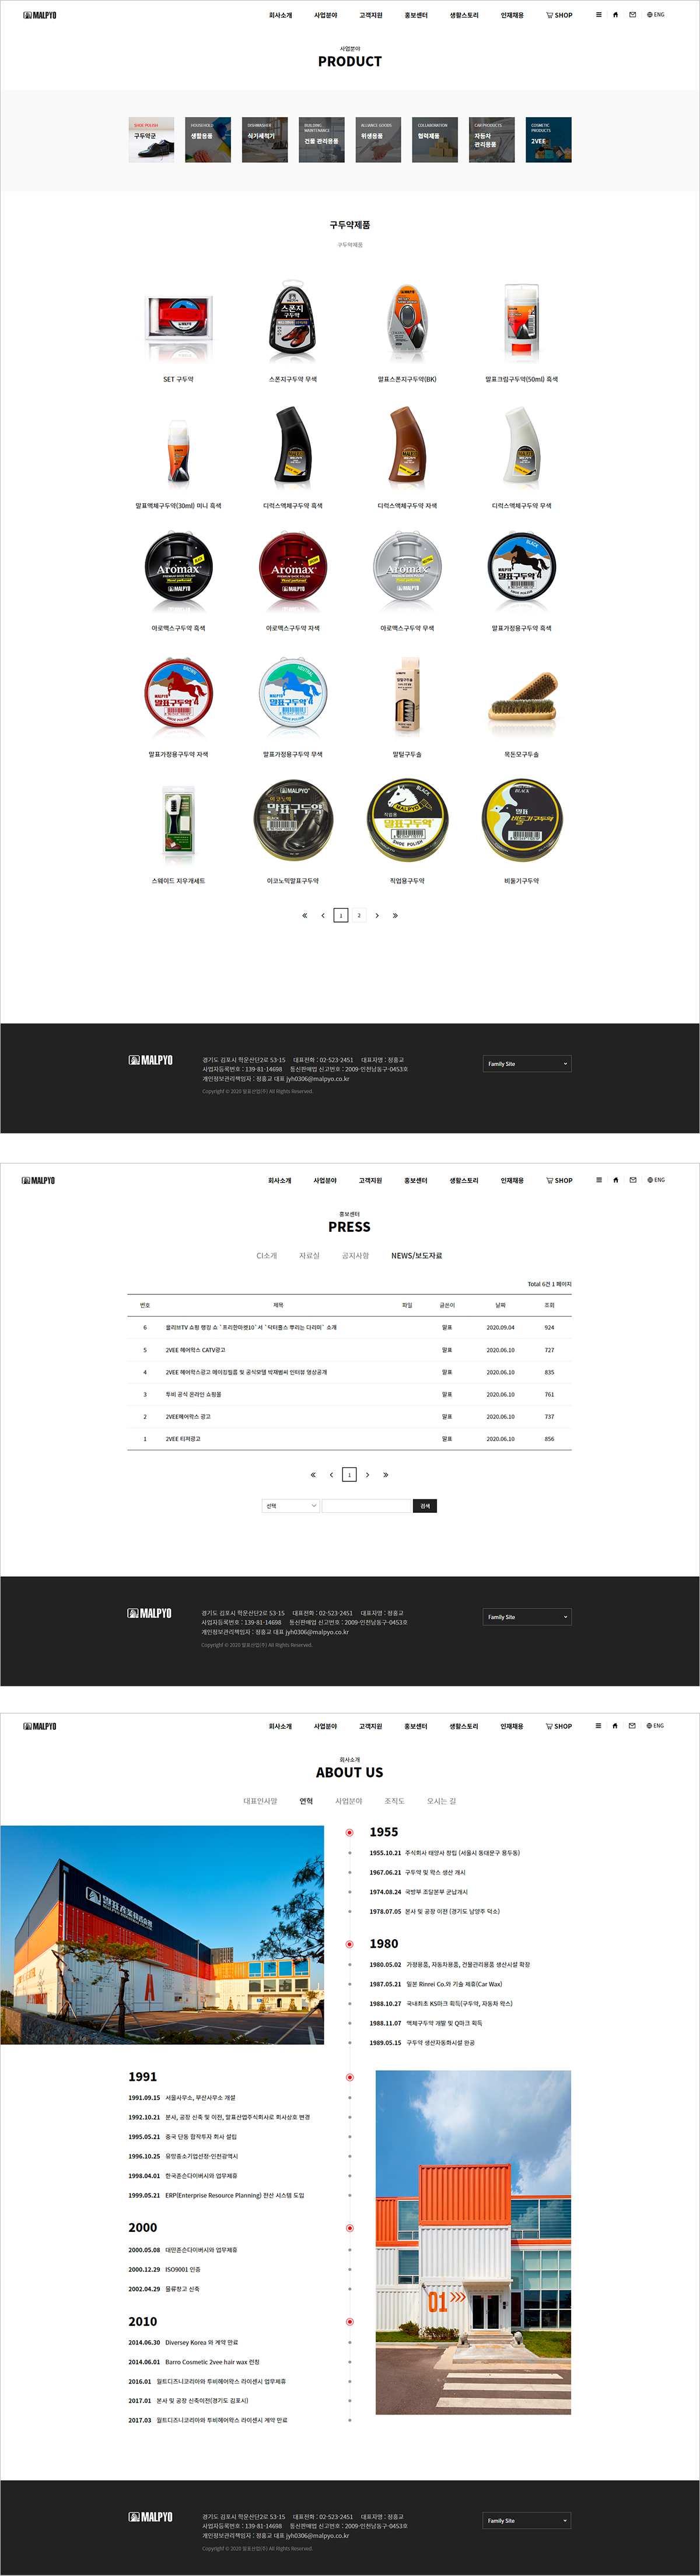 MALPYO
회사소개 사업분야 고객지원 홍보센터 생활스토리 인재채용 SHOP ENG
사업분야
PRODUCT
SHOE POLISH
구두약군
HOUSEHOLD
생활용품
DISHWASHER
식기세척기
BUILDING MAINTENANCE
건물 관리용품
ALLIANCE GOODS
위생용품
COLLABORATION
협력제품
CAR PRODUCTS
자동차
관리용품
COSMETIC PRODUCTS
2VEE
구두약제품
구두약제품
SET 구두약
스폰지구두약 무색
말표스폰지구두약(BK)
말표크림구두약(50ml) 흑색
말표액체구두약(30ml) 미니 흑색
디럭스액체구두약 흑색
디럭스액체구두약 자색
디럭스액체구두약 무색
아로맥스구두약 흑색
아로맥스구두약 자색
아로맥스구두약 무색
말표가정용구두약 흑색
말표가정용구두약 자색
말표가정용구두약 무색
말털구두솔
목돈모구두솔
스웨이드 지우개세트
이코노믹말표구두약
직업용구두약
비둘기구두약
1 2
MALPYO
경기도 김포시 학운산단2로 53-15 대표전화 : 02-523-2451 대표자명 : 정홍교
사업자등록번호 : 139-81-14698 통신판매업 신고번호 : 2009-인천남동구-0453호
개인정보관리책임자 : 정홍교 대표 jyh0306@malpyo.co.kr
Copyright © 2020 말표산업(주) All Rights Reserved.
Family Site
MALPYO
회사소개 사업분야 고객지원 홍보센터 생활스토리 인재채용 SHOP ENG
홍보센터
PRESS
CI소개 자료실 공지사항 NEWS/보도자료
Total 6건 1 페이지
번호 제목 파일 글쓴이 날짜 조회
6 올리브TV 쇼핑 랭킹 쇼 `프리한마켓10`서 `닥터홀스 뿌리는 다리미` 소개 말표 2020.09.04 924
5 2VEE 헤어왁스 CATV광고 말표 2020.06.10 727
4 2VEE 헤어왁스광고 메이킹필름 및 공식모델 박재범씨 인터뷰 영상공개 말표 2020.06.10 835
3 투비 공식 온라인 쇼핑몰 말표 2020.06.10 761
2 2VEE헤어왁스 광고 말표 2020.06.10 737
1 2VEE 티져광고 말표 2020.06.10 856
1
선택 검색
MALPYO
경기도 김포시 학운산단2로 53-15 대표전화 : 02-523-2451 대표자명 : 정홍교
사업자등록번호 : 139-81-14698 통신판매업 신고번호 : 2009-인천남동구-0453호
개인정보관리책임자 : 정홍교 대표 jyh0306@malpyo.co.kr
Copyright © 2020 말표산업(주) All Rights Reserved.
Family Site
MALPYO
회사소개 사업분야 고객지원 홍보센터 생활스토리 인재채용 SHOP ENG
회사소개
ABOUT US
대표인사말 연혁 사업분야 조직도 오시는 길
1955
1955.10.21 주식회사 태양사 창립 (서울시 동대문구 용두동)
1967.06.21 구두약 및 왁스 생산 개시
1974.08.24 국방부 조달본부 군납개시
1978.07.05 본사 및 공장 이전 (경기도 남양주 덕소)
1980
1980.05.02 가정용품, 자동차용품, 건물관리용품 생산시설 확장
1987.05.21 일본 Rinrei Co.와 기술 제휴(Car Wax)
1988.10.27 국내최초 KS마크 획득(구두약, 자동차 왁스)
1988.11.07 액체구두약 개발 및 Q마크 획득
1989.05.15 구두약 생산자동화시설 완공
1991
1991.09.15 서울사무소, 부산사무소 개설
1992.10.21 본사, 공장 신축 및 이전, 말표산업주식회사로 회사상호 변경
1995.05.21 중국 단동 합작투자 회사 설립
1996.10.25 유망중소기업선정-인천광역시
1998.04.01 한국존슨다이버시와 업무제휴
1999.05.21 ERP(Enterprise Resource Planning) 전산 시스템 도입
2000
2000.05.08 대만존슨다이버시와 업무제휴
2000.12.29 ISO9001 인증
2002.04.29 물류창고 신축
2010
2014.06.30 Diversey Korea 와 계약 만료
2014.06.01 Barro Cosmetic 2vee hair wax 런칭
2016.01 월트디즈니코리아와 투비헤어왁스 라이센시 업무제휴
2017.01 본사 및 공장 신축이전(경기도 김포시)
2017.03 월트디즈니코리아와 투비헤어왁스 라이센시 계약 만료
01
MALPYO
경기도 김포시 학운산단2로 53-15 대표전화 : 02-523-2451 대표자명 : 정홍교
사업자등록번호 : 139-81-14698 통신판매업 신고번호 : 2009-인천남동구-0453호
개인정보관리책임자 : 정홍교 대표 jyh0306@malpyo.co.kr
Copyright © 2020 말표산업(주) All Rights Reserved.
Family Site